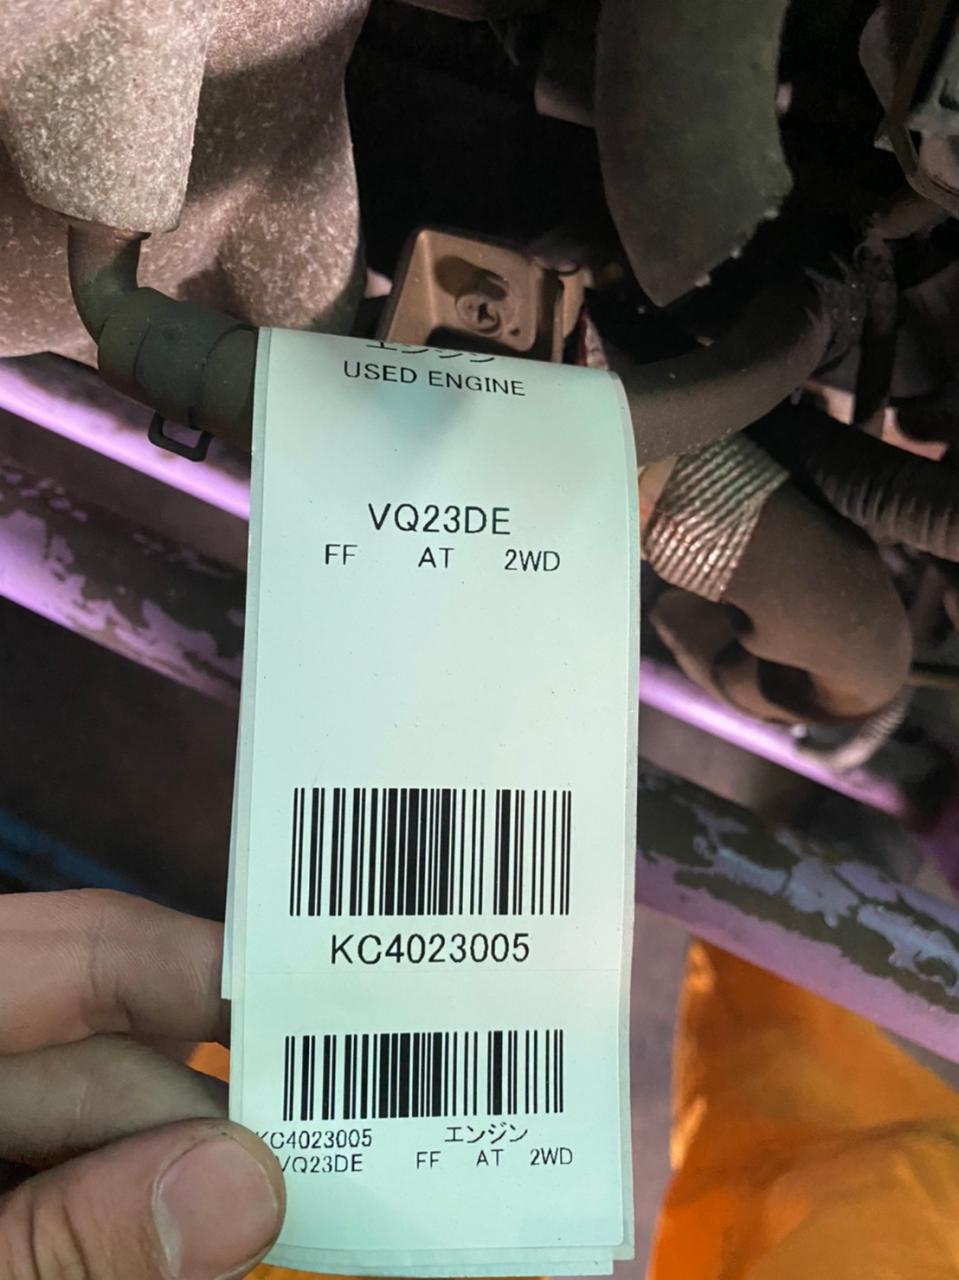 エンジン
USED ENGINE
VQ23DE
FF AT 2WD
KC4023005
KC4023005 エンジン
VQ23DE FF AT 2WD